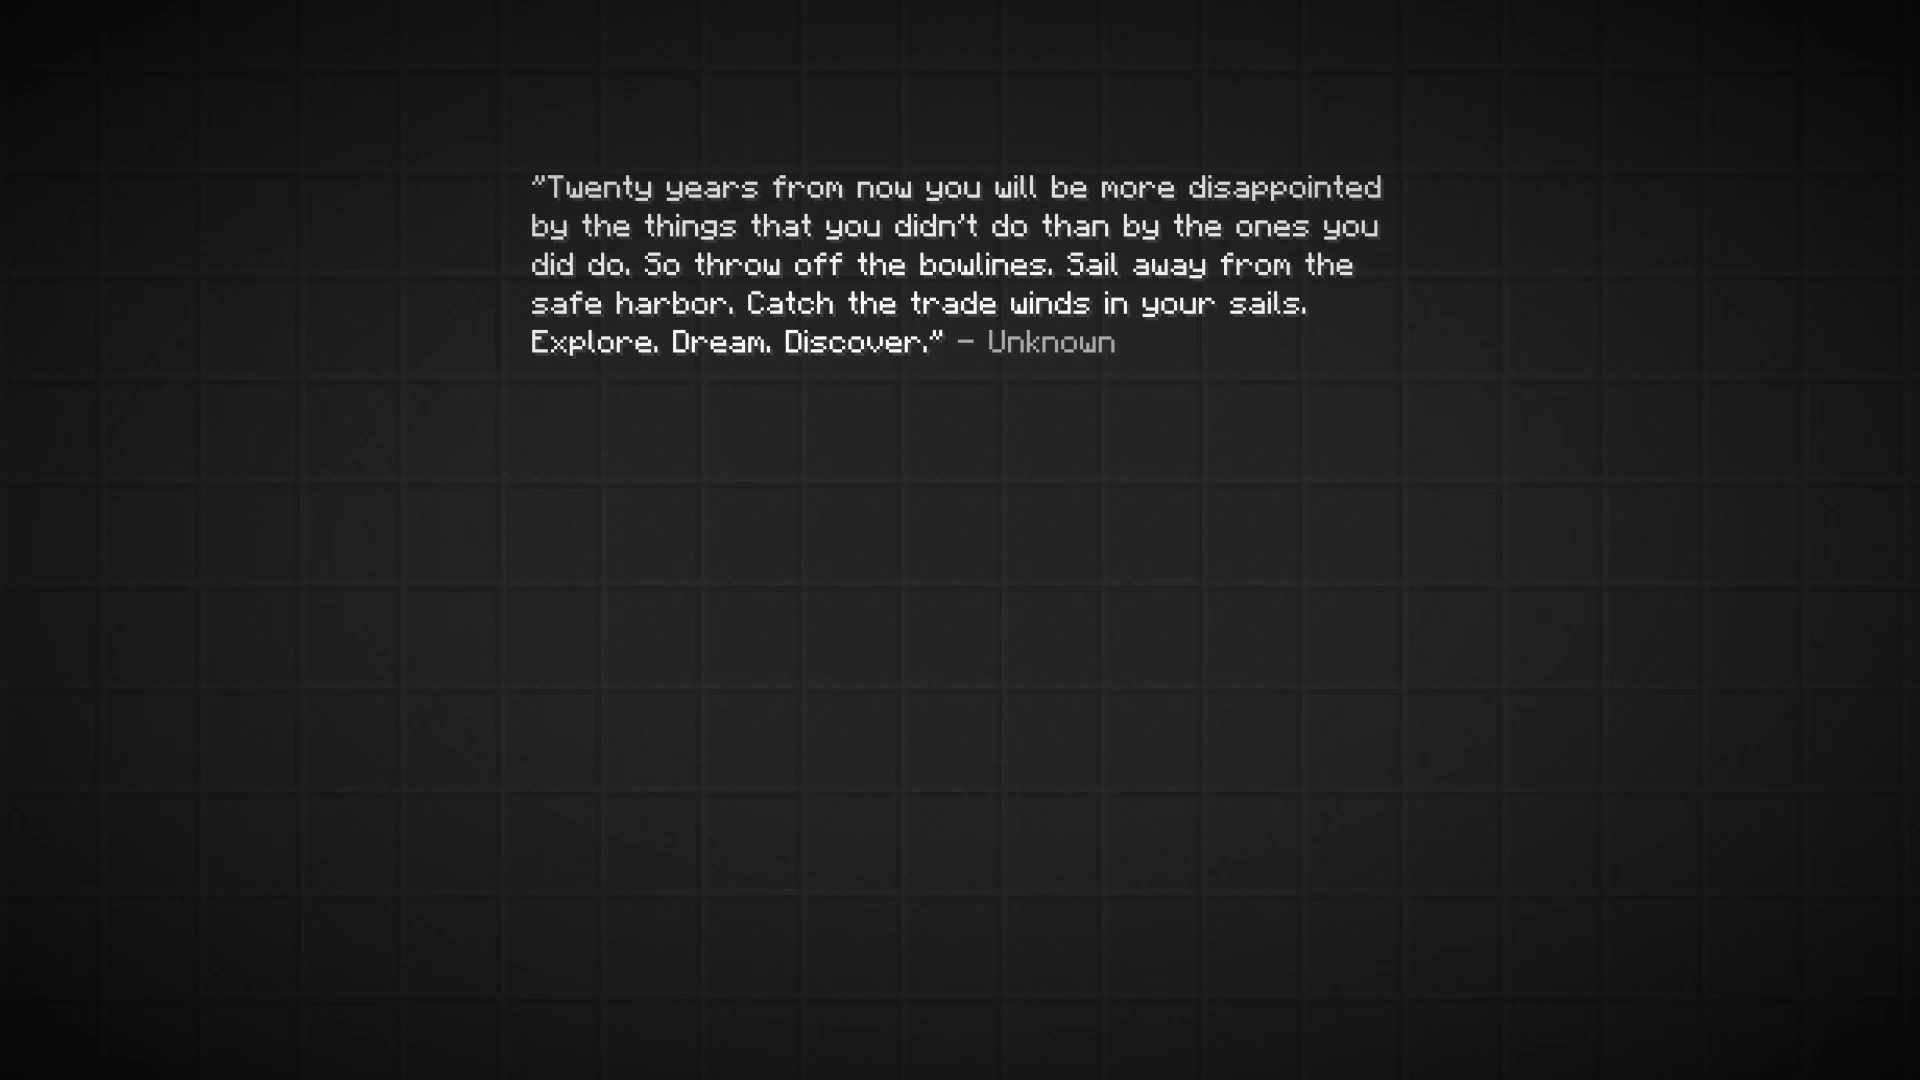 "Twenty years from now you will be more disappointed
by the things that you didn't do than by the ones you
did do. So throw off the bowlines. Sail away from the
safe harbor. Catch the trade winds in your sails.
Explore. Dream. Discover." – Unknown